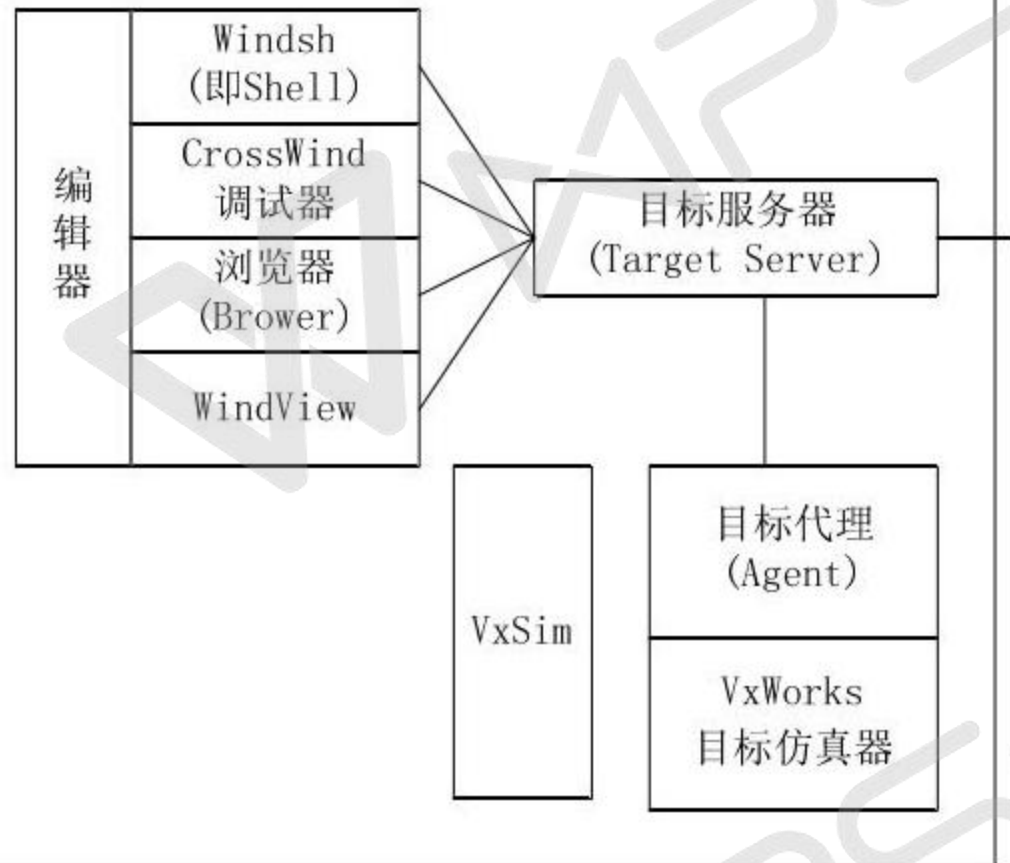 编
辑
器
Windsh
(即Shell)
CrossWind
调试器
浏览器
(Brower)
WindView
目标服务器
(Target Server)
VxSim
目标代理
(Agent)
VxWorks
目标仿真器